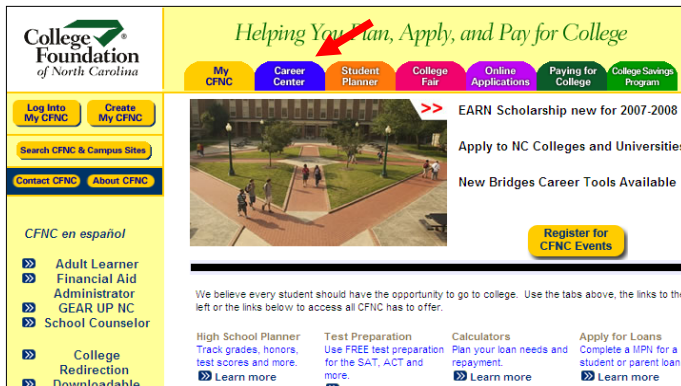 College
Foundation
of North Carolina
Helping You Plan, Apply, and Pay for College
My
CFNC
Career
Center
Student
Planner
College
Fair
Online
Applications
Paying for
College
College Savings
Program
Log Into
My CFNC
Create
My CFNC
Search CFNC & Campus Sites
Contact CFNC
About CFNC
CFNC en español
Adult Learner
Financial Aid
Administrator
GEAR UP NC
School Counselor
College
Redirection
Downloadable
>>
EARN Scholarship new for 2007-2008
Apply to NC Colleges and Universities
New Bridges Career Tools Available
Register for
CFNC Events
We believe every student should have the opportunity to go to college. Use the tabs above, the links to the
left or the links below to access all CFNC has to offer.
High School Planner
Track grades, honors,
test scores and more.
Learn more
Test Preparation
Use FREE test preparation
for the SAT, ACT and
more.
Calculators
Plan your loan needs and
repayment.
Learn more
Apply for Loans
Complete a MPN for a
student or parent loan
Learn more